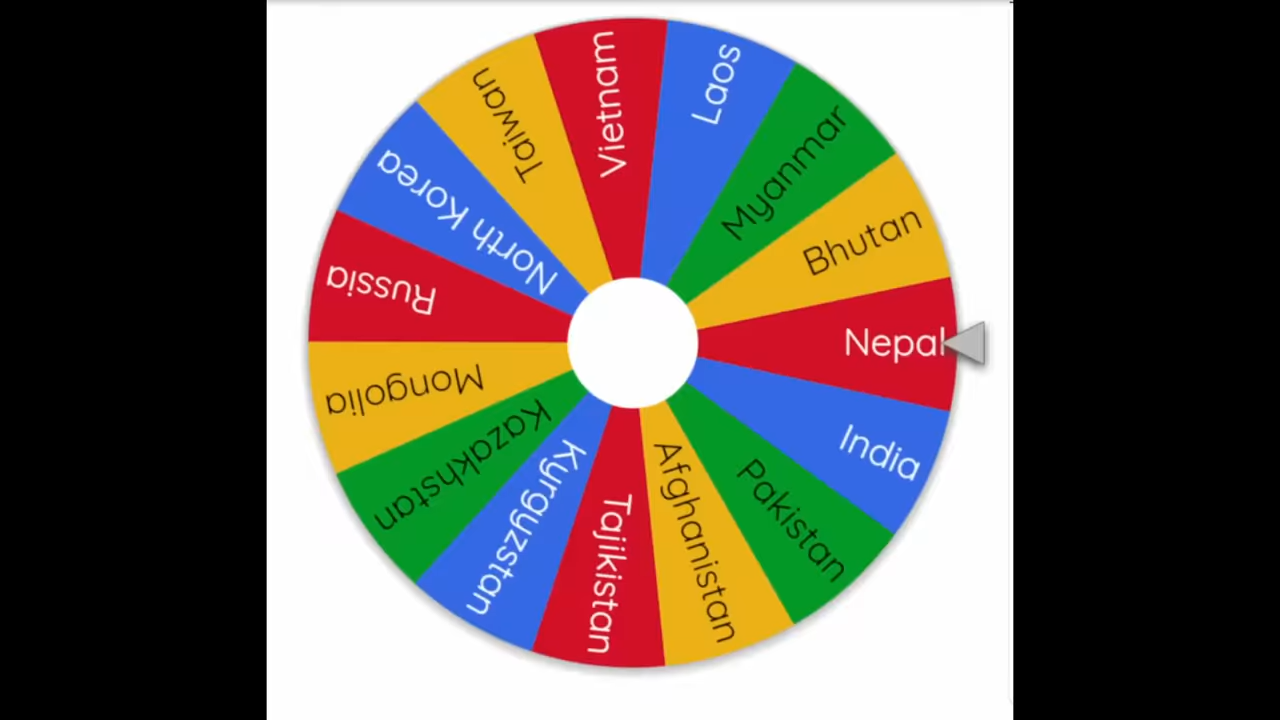 Vietnam
Laos
Myanmar
Bhutan
Nepal
India
Pakistan
Afghanistan
Tajikistan
Kyrgyzstan
Kazakhstan
Mongolia
Russia
North Korea
Taiwan